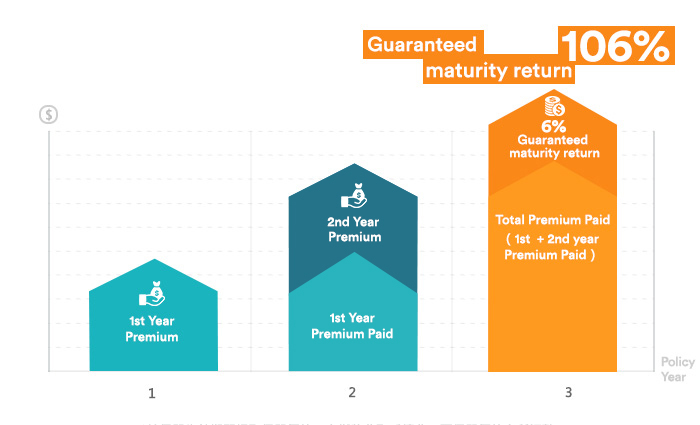 Guaranteed
106%
maturity return
$
6%
Guaranteed
maturity return
2nd Year
Premium
Total Premium Paid
( 1st + 2nd year
Premium Paid )
1st Year
Premium
1st Year
Premium Paid
Policy
Year
1
2
3